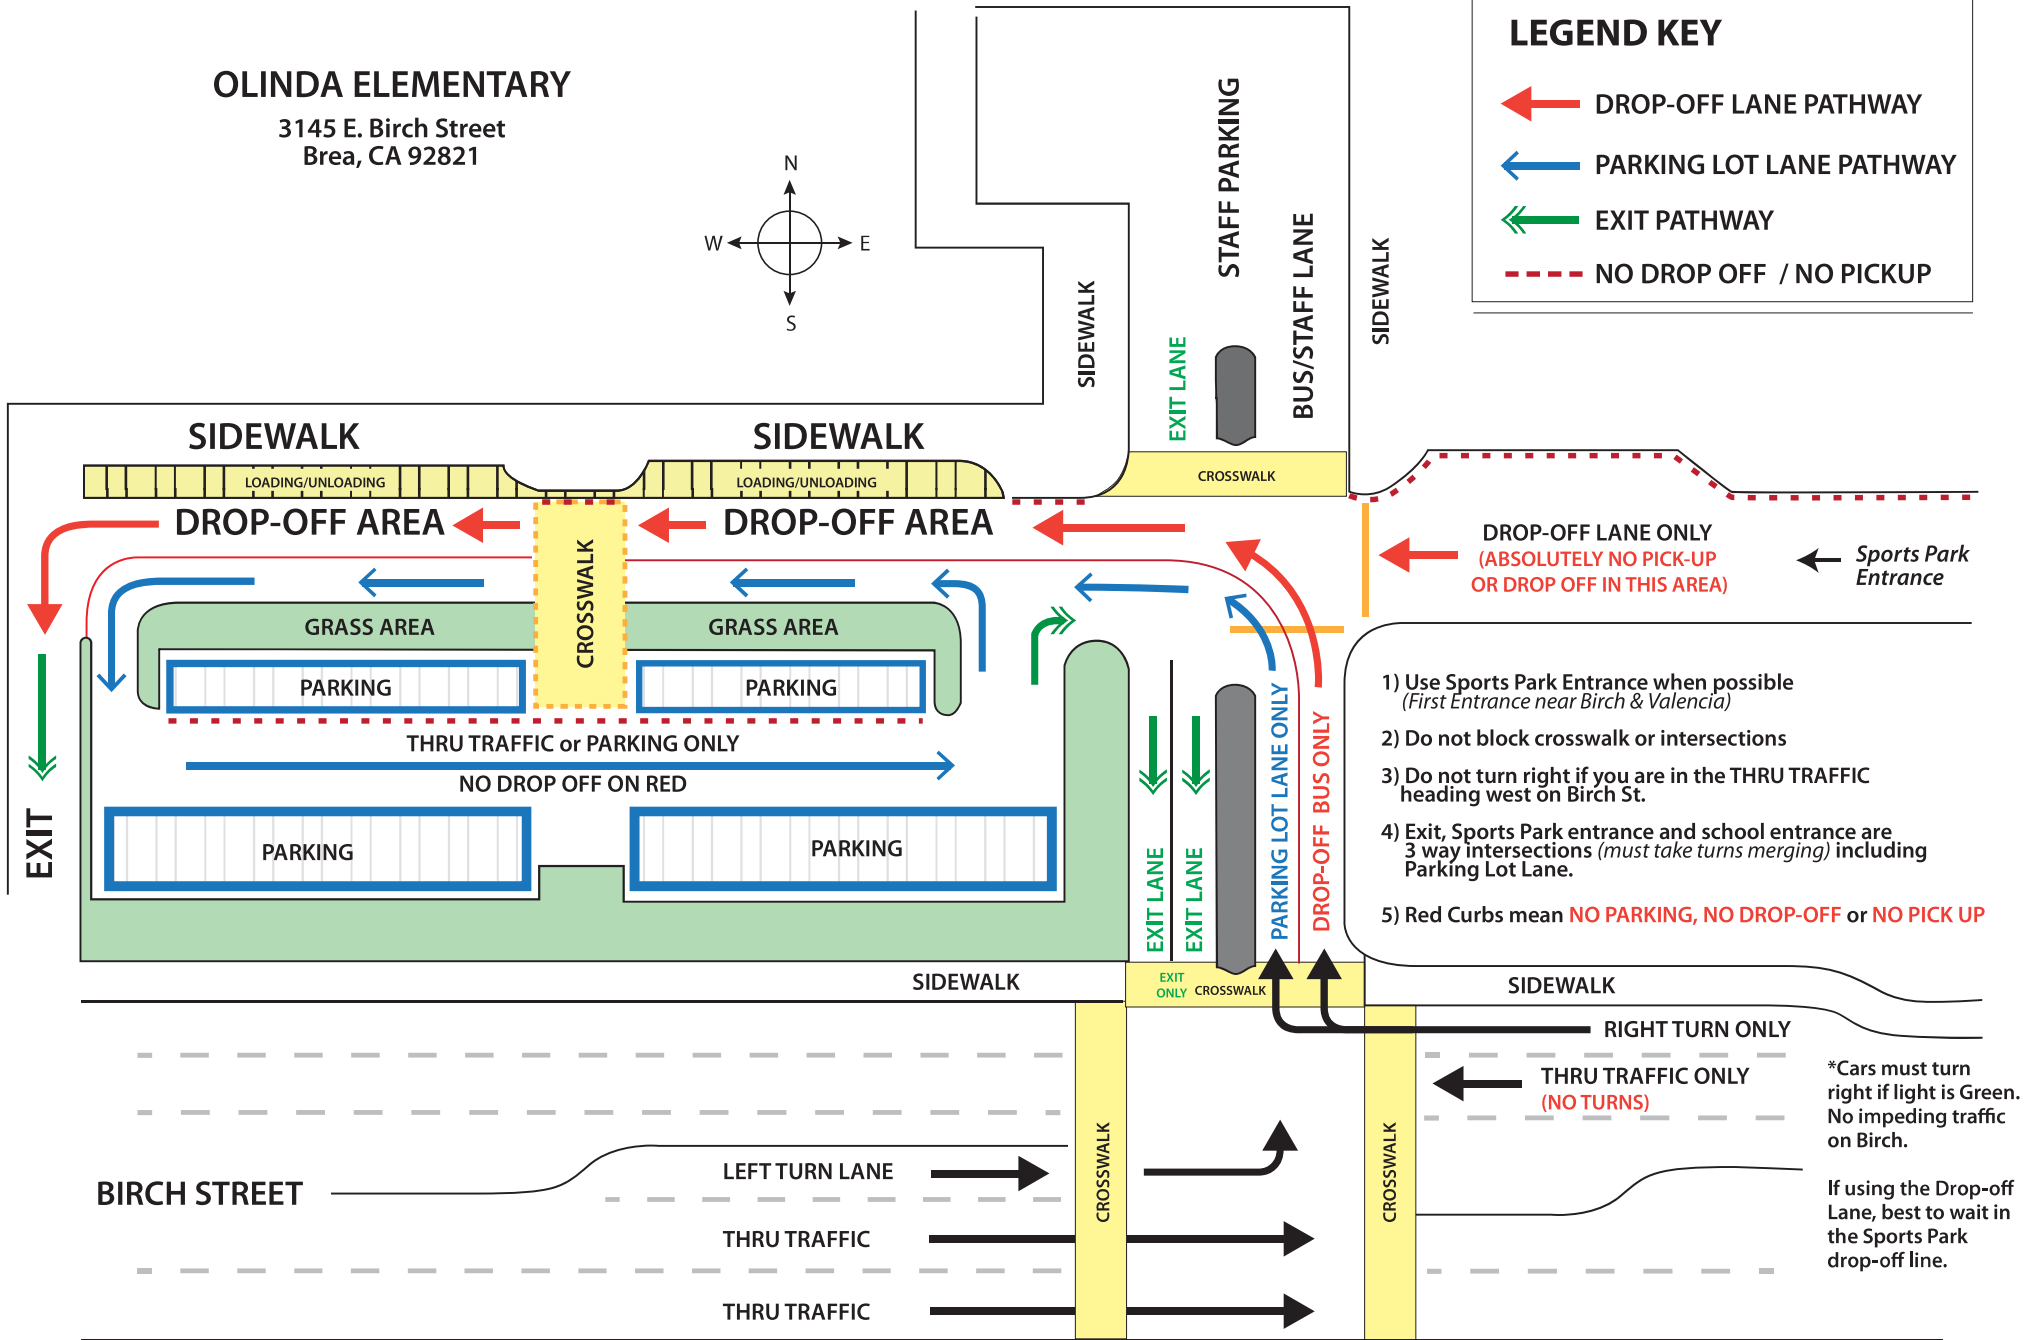 OLINDA ELEMENTARY
3145 E. Birch Street
Brea, CA 92821
N
W
E
S
LEGEND KEY
DROP-OFF LANE PATHWAY
PARKING LOT LANE PATHWAY
EXIT PATHWAY
NO DROP OFF / NO PICKUP
STAFF PARKING
BUS/STAFF LANE
SIDEWALK
SIDEWALK
EXIT LANE
CROSSWALK
SIDEWALK
SIDEWALK
LOADING/UNLOADING
LOADING/UNLOADING
DROP-OFF AREA
DROP-OFF AREA
CROSSWALK
DROP-OFF LANE ONLY
(ABSOLUTELY NO PICK-UP
OR DROP OFF IN THIS AREA)
Sports Park
Entrance
GRASS AREA
GRASS AREA
PARKING
PARKING
THRU TRAFFIC or PARKING ONLY
NO DROP OFF ON RED
PARKING
PARKING
EXIT
EXIT LANE
EXIT LANE
PARKING LOT LANE ONLY
DROP-OFF BUS ONLY
1) Use Sports Park Entrance when possible
(First Entrance near Birch & Valencia)
2) Do not block crosswalk or intersections
3) Do not turn right if you are in the THRU TRAFFIC
heading west on Birch St.
4) Exit, Sports Park entrance and school entrance are
3 way intersections (must take turns merging) including
Parking Lot Lane.
5) Red Curbs mean NO PARKING, NO DROP-OFF or NO PICK UP
SIDEWALK
EXIT
ONLY
CROSSWALK
SIDEWALK
RIGHT TURN ONLY
THRU TRAFFIC ONLY
(NO TURNS)
*Cars must turn
right if light is Green.
No impeding traffic
on Birch.
If using the Drop-off
Lane, best to wait in
the Sports Park
drop-off line.
CROSSWALK
CROSSWALK
BIRCH STREET
LEFT TURN LANE
THRU TRAFFIC
THRU TRAFFIC